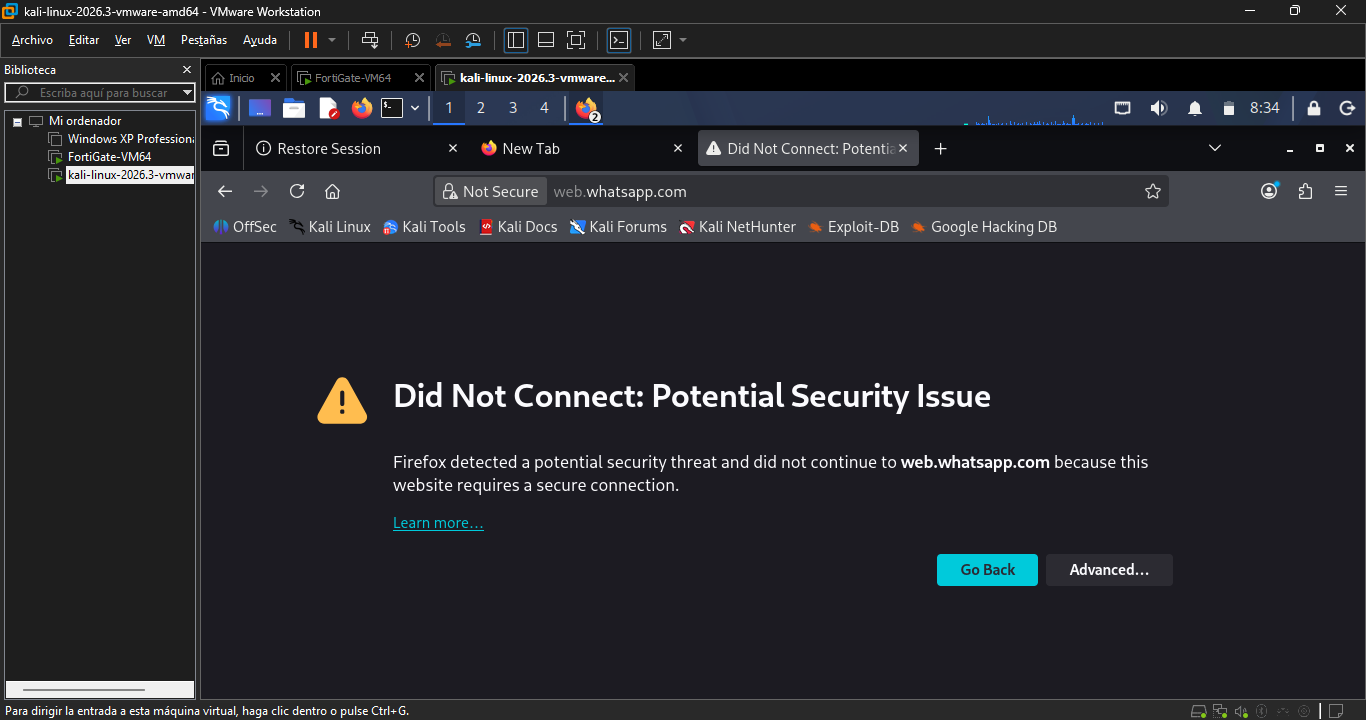 kali-linux-2026.3-vmware-amd64 - VMware Workstation
Archivo Editar Ver VM Pestañas Ayuda
Biblioteca
Escriba aquí para buscar
Mi ordenador
Windows XP Profession
FortiGate-VM64
kali-linux-2026.3-vmwar
Inicio FortiGate-VM64 kali-linux-2026.3-vmware...
1 2 3 4 2 8:34
Restore Session New Tab Did Not Connect: Potentia
Not Secure web.whatsapp.com
OffSec Kali Linux Kali Tools Kali Docs Kali Forums Kali NetHunter Exploit-DB Google Hacking DB
Did Not Connect: Potential Security Issue
Firefox detected a potential security threat and did not continue to web.whatsapp.com because this
website requires a secure connection.
Learn more...
Go Back Advanced...
Para dirigir la entrada a esta máquina virtual, haga clic dentro o pulse Ctrl+G.